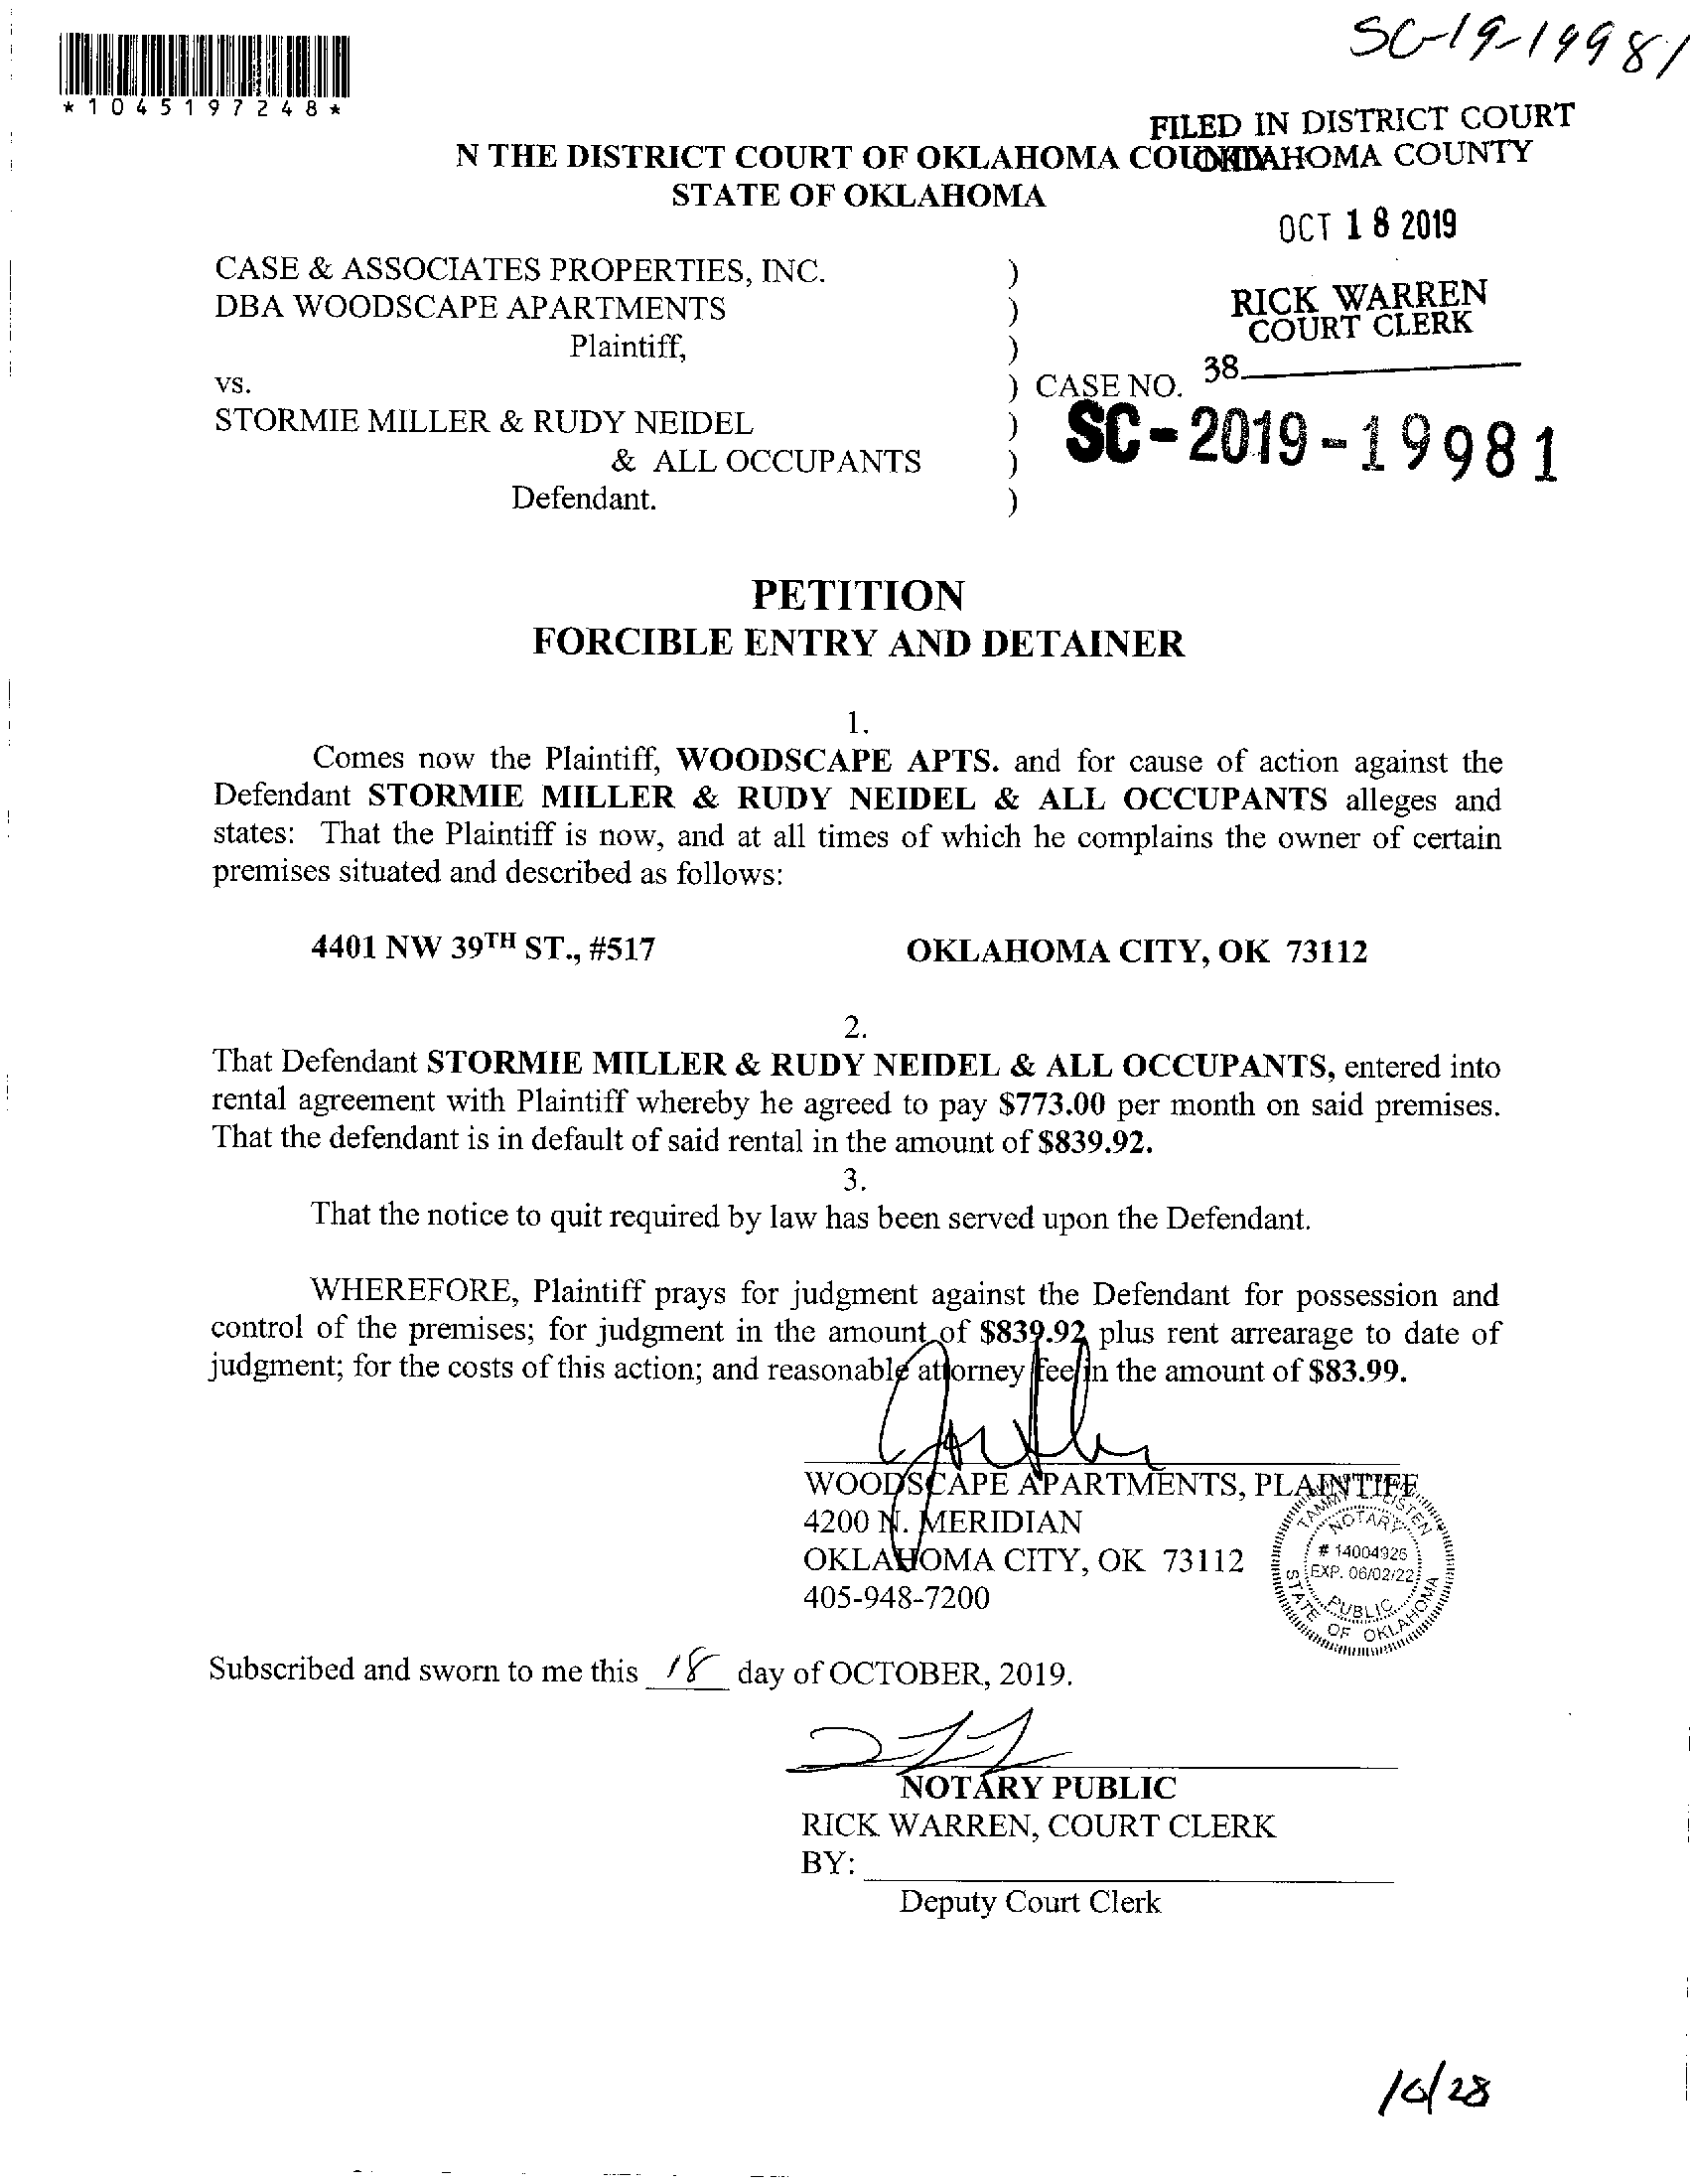 SC-19-19981
*1045197248*
FILED IN DISTRICT COURT
OKLAHOMA COUNTY
N THE DISTRICT COURT OF OKLAHOMA COUNTY
STATE OF OKLAHOMA
OCT 18 2019
CASE & ASSOCIATES PROPERTIES, INC. )
DBA WOODSCAPE APARTMENTS )
RICK WARREN
COURT CLERK
Plaintiff, )
38
vs. ) CASE NO.
STORMIE MILLER & RUDY NEIDEL )
SC-2019-19981
& ALL OCCUPANTS )
Defendant. )
PETITION
FORCIBLE ENTRY AND DETAINER
1.
Comes now the Plaintiff, WOODSCAPE APTS. and for cause of action against the
Defendant STORMIE MILLER & RUDY NEIDEL & ALL OCCUPANTS alleges and
states: That the Plaintiff is now, and at all times of which he complains the owner of certain
premises situated and described as follows:
4401 NW 39TH ST., #517 OKLAHOMA CITY, OK 73112
2.
That Defendant STORMIE MILLER & RUDY NEIDEL & ALL OCCUPANTS, entered into
rental agreement with Plaintiff whereby he agreed to pay $773.00 per month on said premises.
That the defendant is in default of said rental in the amount of $839.92.
3.
That the notice to quit required by law has been served upon the Defendant.
WHEREFORE, Plaintiff prays for judgment against the Defendant for possession and
control of the premises; for judgment in the amount of $839.92 plus rent arrearage to date of
judgment; for the costs of this action; and reasonable attorney fee in the amount of $83.99.
WOODSCAPE APARTMENTS, PLAINTIFF
4200 N. MERIDIAN
OKLAHOMA CITY, OK 73112
405-948-7200
TAMMY
NOTARY
# 14004926
EXP. 06/02/22
PUBLIC
STATE OF OKLAHOMA
Subscribed and sworn to me this 18 day of OCTOBER, 2019.
NOTARY PUBLIC
RICK WARREN, COURT CLERK
BY:
Deputy Court Clerk
10/28